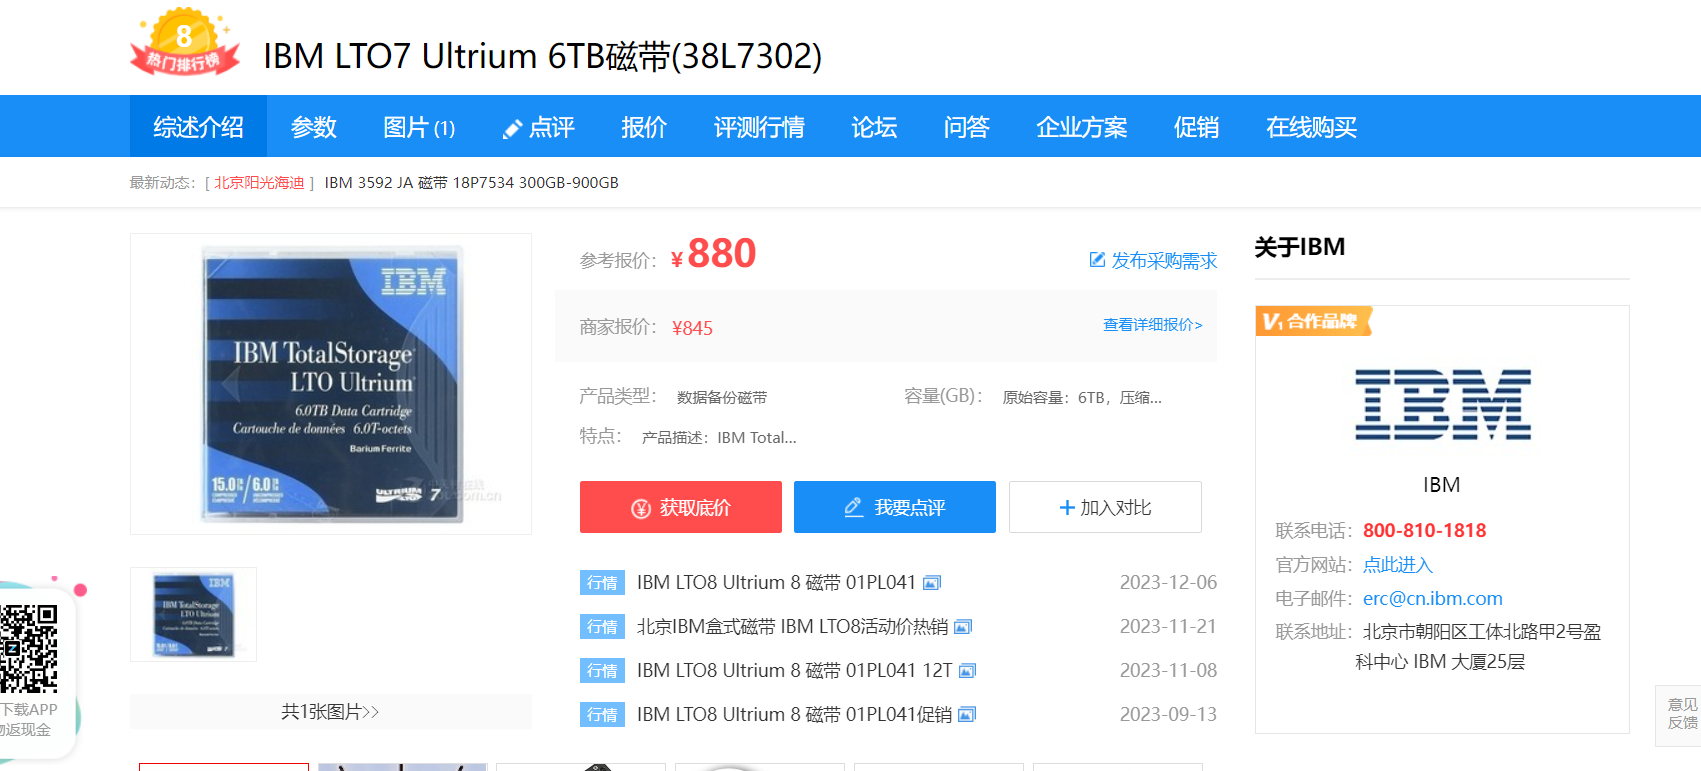 8
热门排行榜
IBM LTO7 Ultrium 6TB磁带(38L7302)
综述介绍 参数 图片(1) 点评 报价 评测行情 论坛 问答 企业方案 促销 在线购买
最新动态：[ 北京阳光海迪 ] IBM 3592 JA 磁带 18P7534 300GB-900GB
IBM
IBM TotalStorage
LTO Ultrium
6.0TB Data Cartridge
Cartouche de données 6.0T-octets
Barium Ferrite
15.0 / 6.0
ULTRIUM 7
共1张图片>>
参考报价： ¥880
发布采购需求
商家报价： ¥845
查看详细报价>
产品类型： 数据备份磁带
容量(GB)： 原始容量：6TB，压缩...
特点： 产品描述：IBM Total...
获取底价 我要点评 +加入对比
行情 IBM LTO8 Ultrium 8 磁带 01PL041 2023-12-06
行情 北京IBM盒式磁带 IBM LTO8活动价热销 2023-11-21
行情 IBM LTO8 Ultrium 8 磁带 01PL041 12T 2023-11-08
行情 IBM LTO8 Ultrium 8 磁带 01PL041促销 2023-09-13
关于IBM
V1 合作品牌
IBM
IBM
联系电话：800-810-1818
官方网站：点此进入
电子邮件：erc@cn.ibm.com
联系地址：北京市朝阳区工体北路甲2号盈
科中心 IBM 大厦25层
下载APP
物返现金
意见
反馈